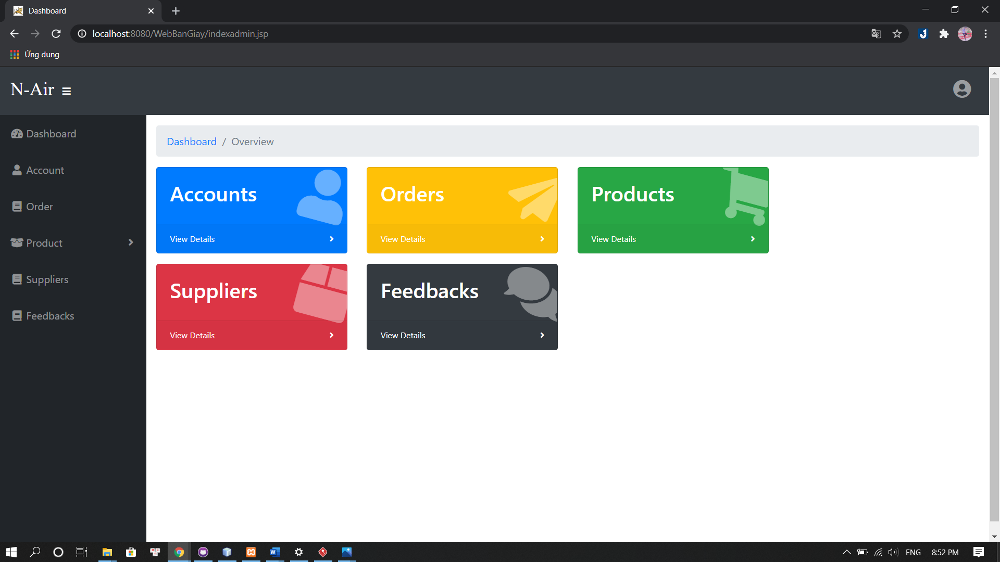 Dashboard
localhost:8080/WebBanGiay/indexadmin.jsp
Ứng dụng
N-Air
Dashboard
Account
Order
Product
Suppliers
Feedbacks
Dashboard / Overview
Accounts
View Details
Orders
View Details
Products
View Details
Suppliers
View Details
Feedbacks
View Details
ENG
8:52 PM